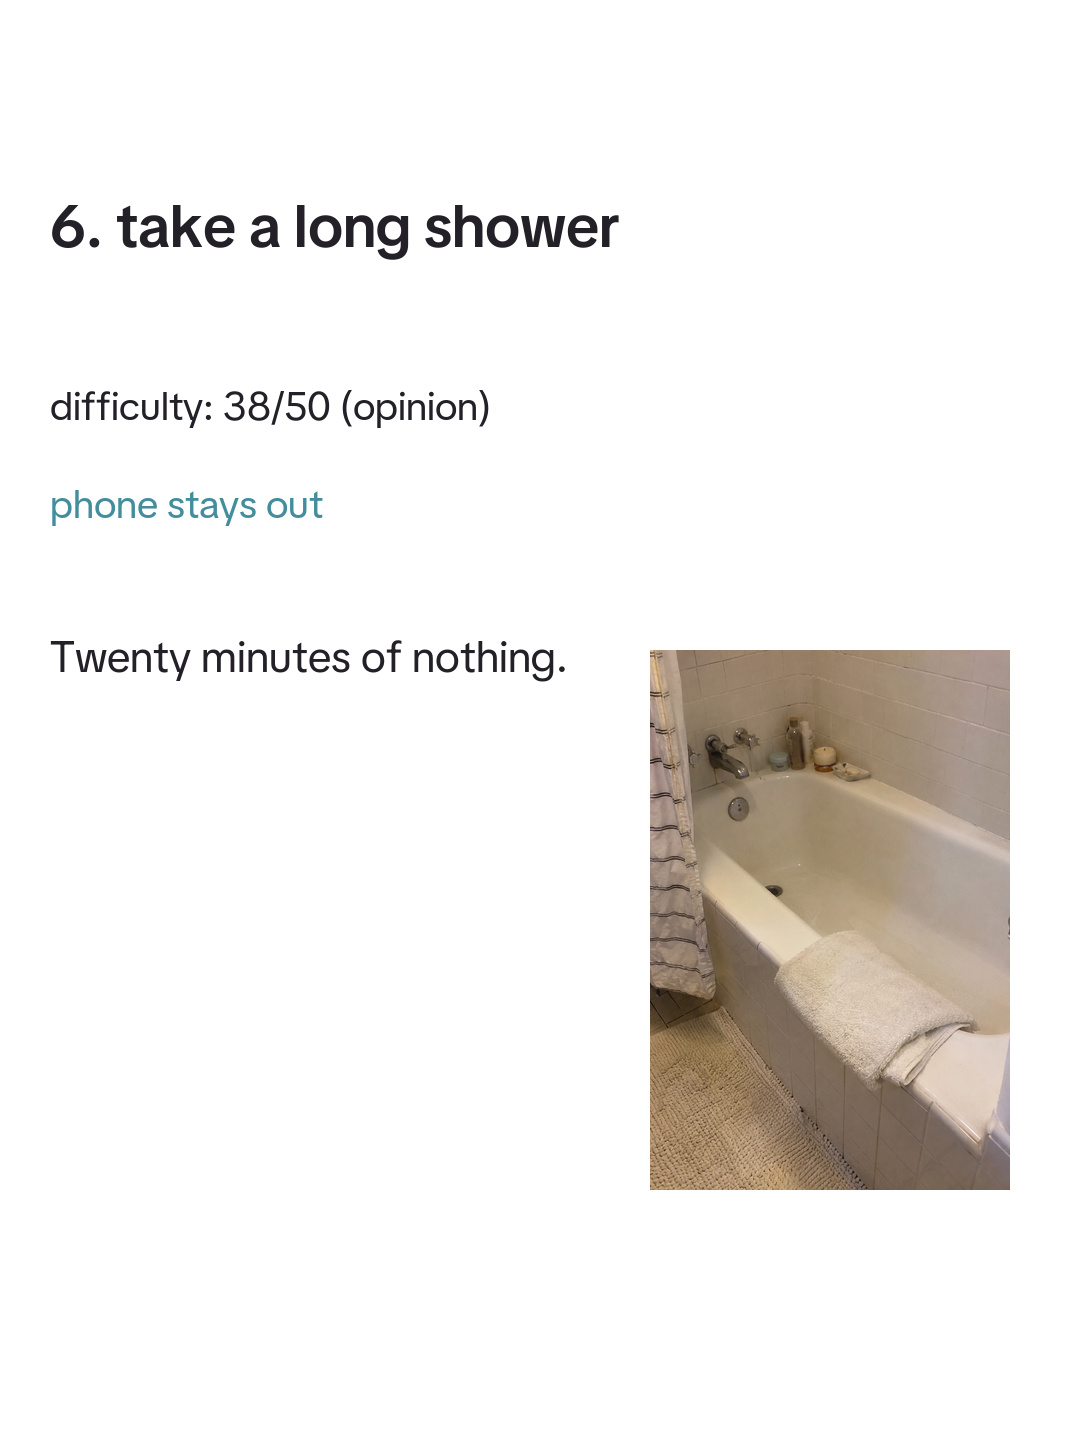 6. take a long shower
difficulty: 38/50 (opinion)
phone stays out
Twenty minutes of nothing.